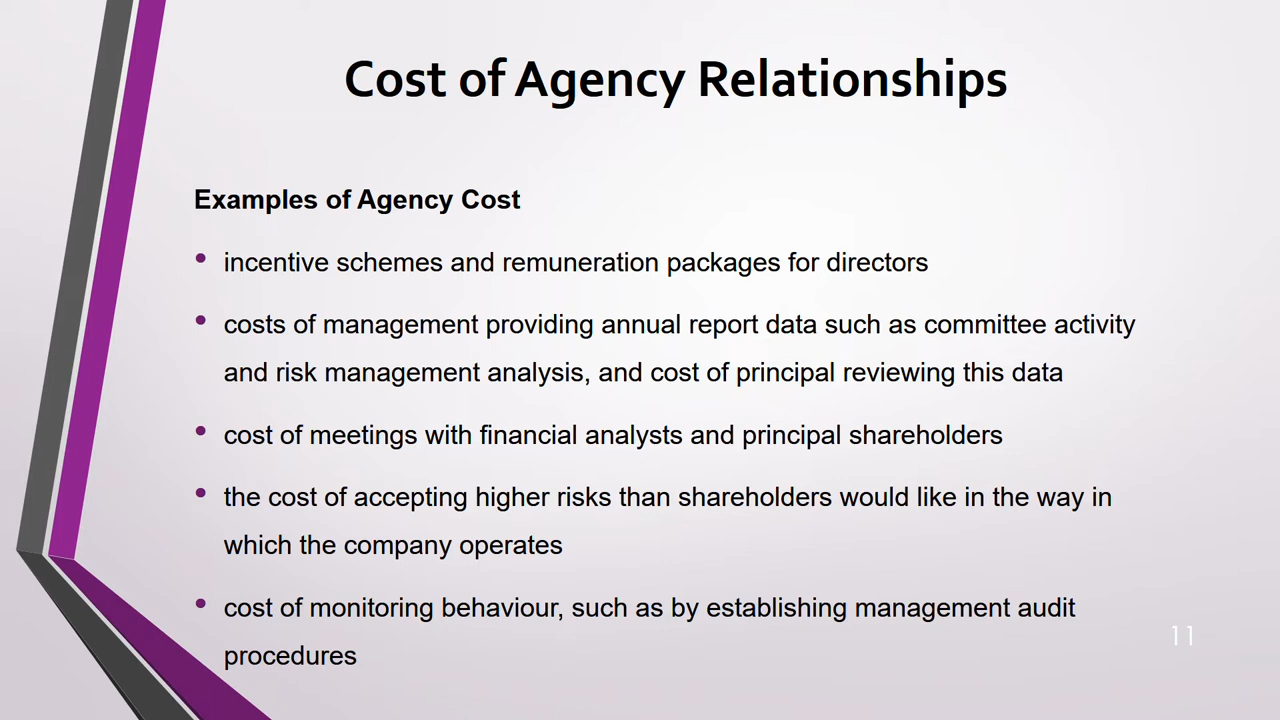 Cost of Agency Relationships
Examples of Agency Cost
• incentive schemes and remuneration packages for directors
• costs of management providing annual report data such as committee activity
and risk management analysis, and cost of principal reviewing this data
• cost of meetings with financial analysts and principal shareholders
• the cost of accepting higher risks than shareholders would like in the way in
which the company operates
• cost of monitoring behaviour, such as by establishing management audit
procedures
11